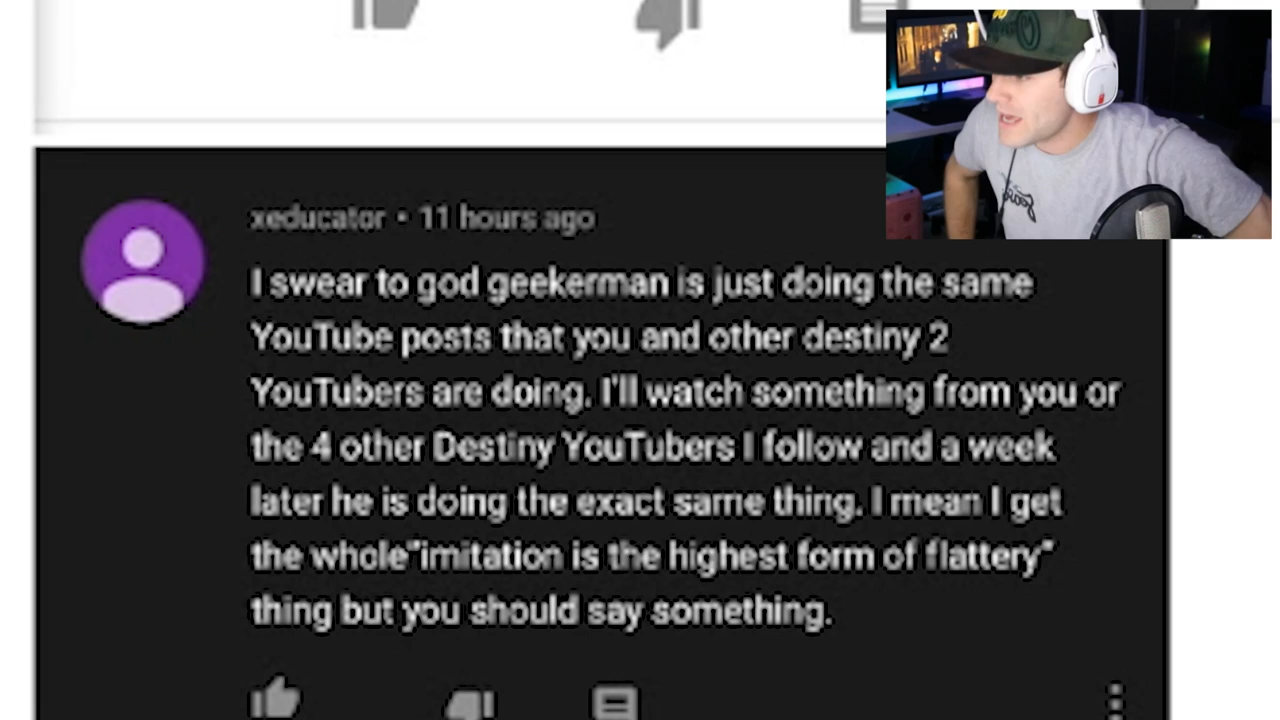 xeducator • 11 hours ago
I swear to god geekerman is just doing the same
YouTube posts that you and other destiny 2
YouTubers are doing. I'll watch something from you or
the 4 other Destiny YouTubers I follow and a week
later he is doing the exact same thing. I mean I get
the whole"imitation is the highest form of flattery"
thing but you should say something.